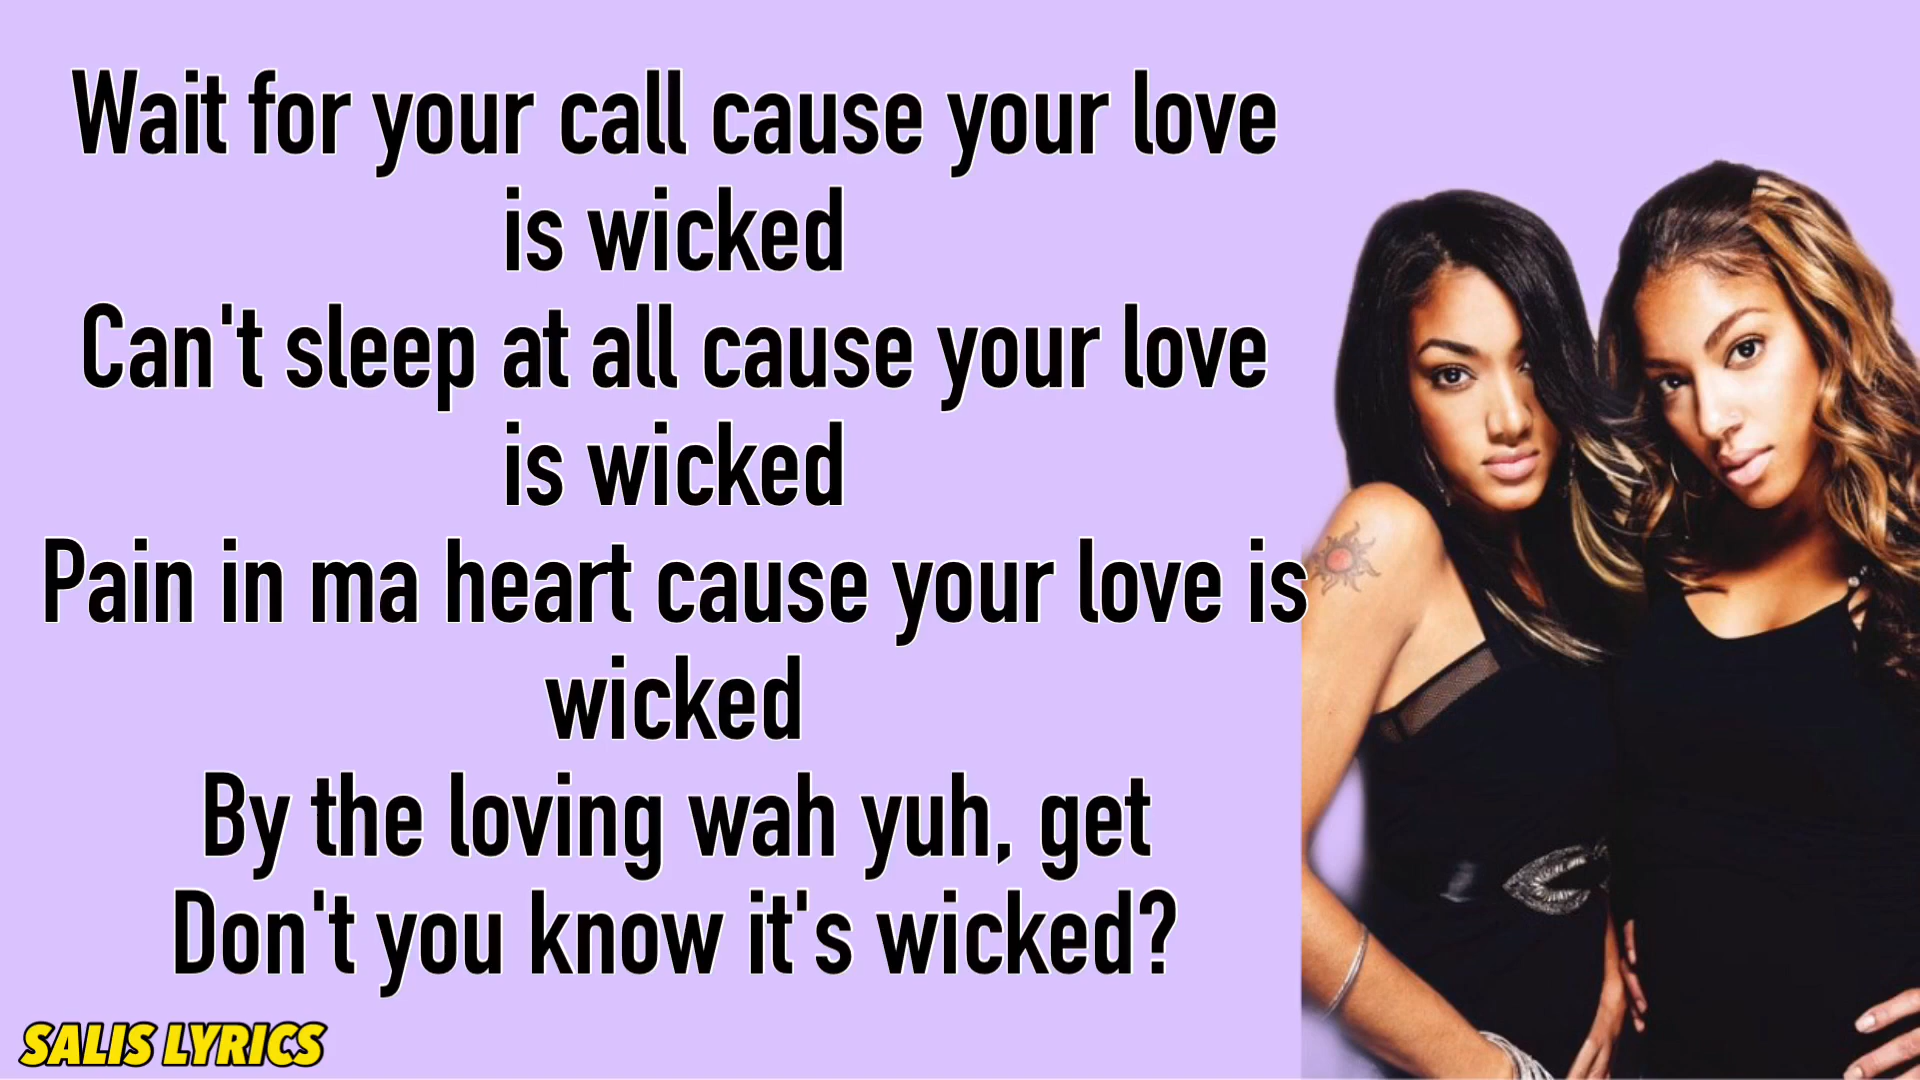 Wait for your call cause your love
is wicked
Can't sleep at all cause your love
is wicked
Pain in ma heart cause your love is
wicked
By the loving wah yuh, get
Don't you know it's wicked?
SALIS LYRICS